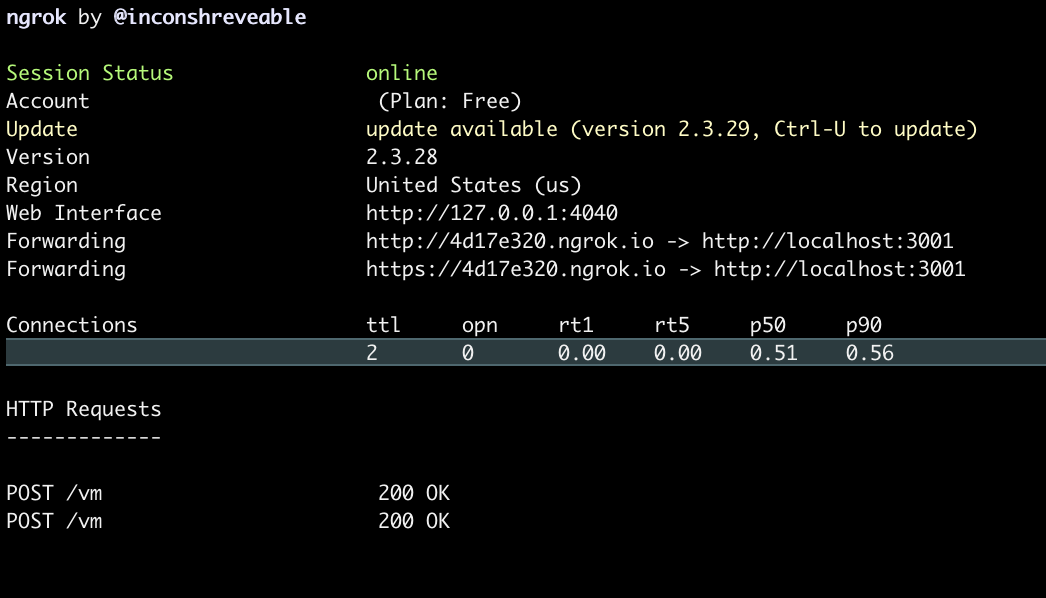 ngrok by @inconshreveable
Session Status online
Account (Plan: Free)
Update update available (version 2.3.29, Ctrl-U to update)
Version 2.3.28
Region United States (us)
Web Interface http://127.0.0.1:4040
Forwarding http://4d17e320.ngrok.io -> http://localhost:3001
Forwarding https://4d17e320.ngrok.io -> http://localhost:3001
Connections ttl opn rt1 rt5 p50 p90
2 0 0.00 0.00 0.51 0.56
HTTP Requests
-------------
POST /vm 200 OK
POST /vm 200 OK